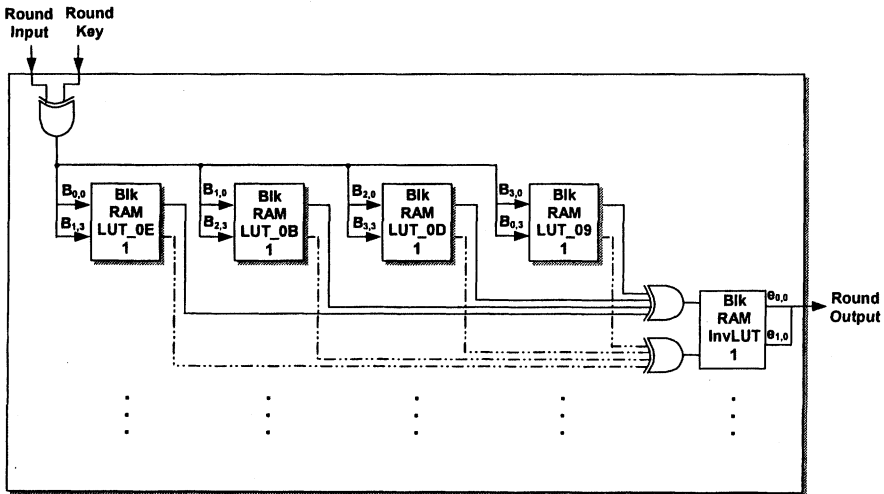 Round Input
Round Key
B0,0
B1,3
Blk
RAM
LUT_0E
1
B1,0
B2,3
Blk
RAM
LUT_0B
1
B2,0
B3,3
Blk
RAM
LUT_0D
1
B3,0
B0,3
Blk
RAM
LUT_09
1
Blk
RAM
InvLUT
1
e0,0
e1,0
Round
Output